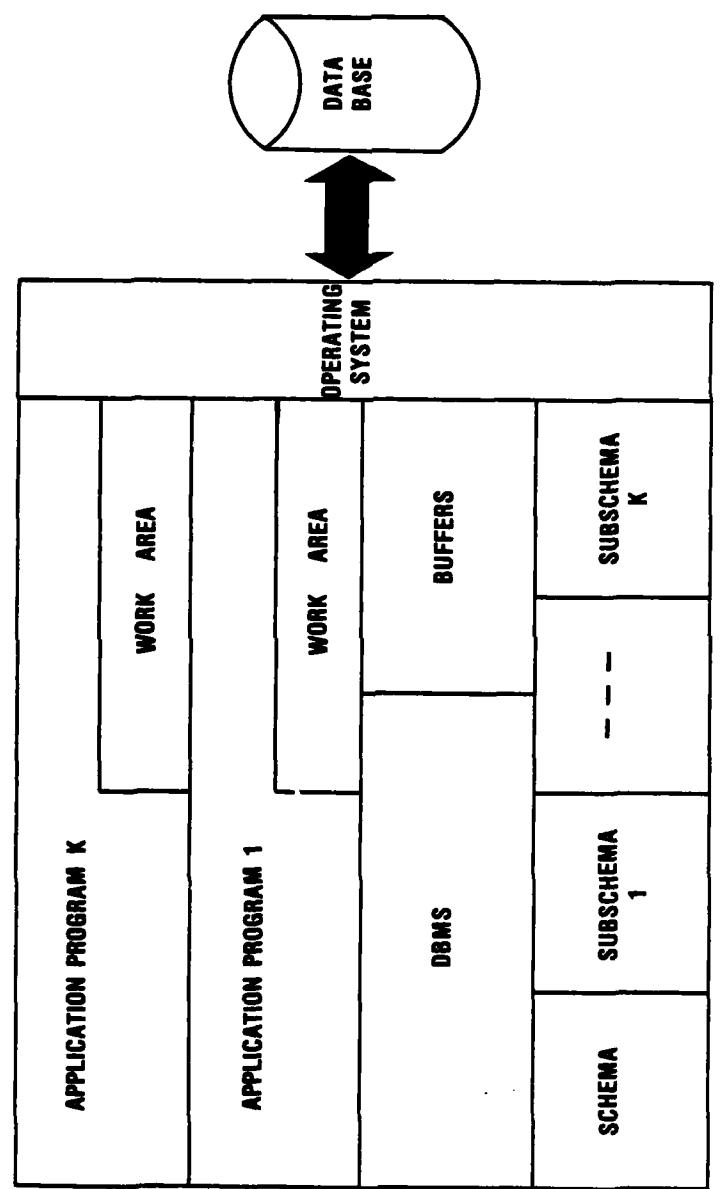 APPLICATION PROGRAM K
WORK AREA
APPLICATION PROGRAM 1
WORK AREA
OPERATING
SYSTEM
DATA
BASE
DBMS
BUFFERS
SCHEMA
SUBSCHEMA
1
– – –
SUBSCHEMA
K